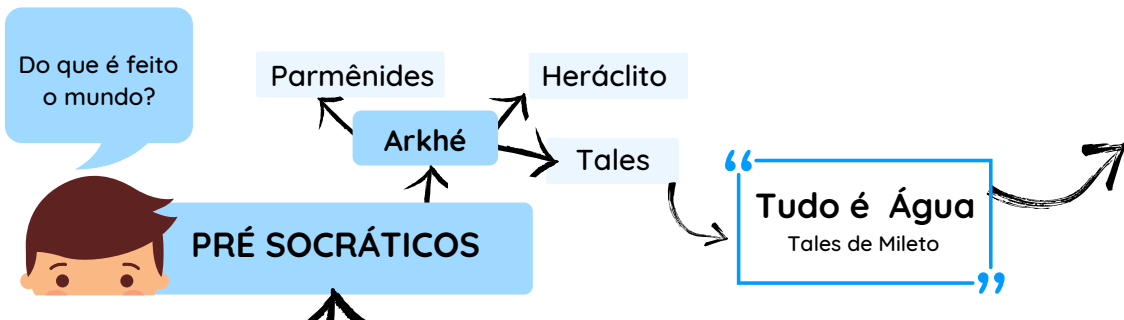 Do que é feito
o mundo?
Parmênides
Heráclito
Arkhé
Tales
PRÉ SOCRÁTICOS
“Tudo é Água
Tales de Mileto”